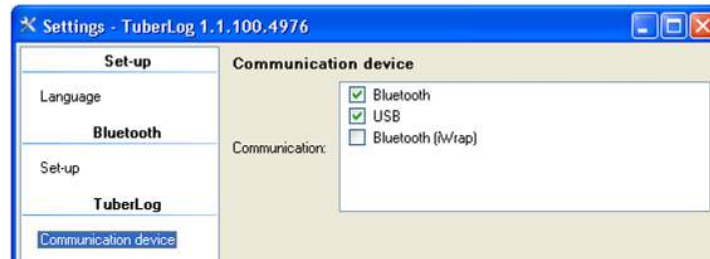 Settings - TuberLog 1.1.100.4976
Set-up
Language
Bluetooth
Set-up
TuberLog
Communication device
Communication device
Communication:
Bluetooth
USB
Bluetooth (iWrap)